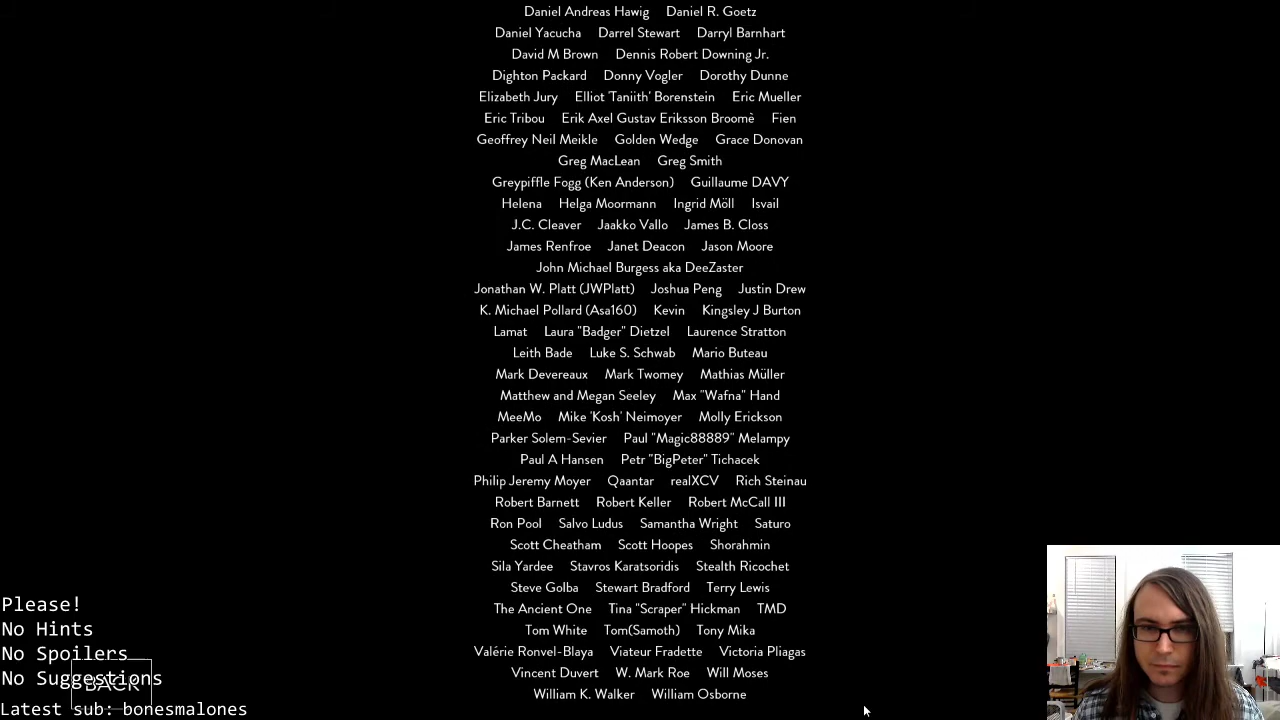 Daniel Andreas Hawig Daniel R. Goetz
Daniel Yacucha Darrel Stewart Darryl Barnhart
David M Brown Dennis Robert Downing Jr.
Dighton Packard Donny Vogler Dorothy Dunne
Elizabeth Jury Elliot 'Taniith' Borenstein Eric Mueller
Eric Tribou Erik Axel Gustav Eriksson Broomè Fien
Geoffrey Neil Meikle Golden Wedge Grace Donovan
Greg MacLean Greg Smith
Greypiffle Fogg (Ken Anderson) Guillaume DAVY
Helena Helga Moormann Ingrid Möll Isvail
J.C. Cleaver Jaakko Vallo James B. Closs
James Renfroe Janet Deacon Jason Moore
John Michael Burgess aka DeeZaster
Jonathan W. Platt (JWPlatt) Joshua Peng Justin Drew
K. Michael Pollard (Asa160) Kevin Kingsley J Burton
Lamat Laura "Badger" Dietzel Laurence Stratton
Leith Bade Luke S. Schwab Mario Buteau
Mark Devereaux Mark Twomey Mathias Müller
Matthew and Megan Seeley Max "Wafna" Hand
MeeMo Mike 'Kosh' Neimoyer Molly Erickson
Parker Solem-Sevier Paul "Magic88889" Melampy
Paul A Hansen Petr "BigPeter" Tichacek
Philip Jeremy Moyer Qaantar realXCV Rich Steinau
Robert Barnett Robert Keller Robert McCall III
Ron Pool Salvo Ludus Samantha Wright Saturo
Scott Cheatham Scott Hoopes Shorahmin
Sila Yardee Stavros Karatsoridis Stealth Ricochet
Steve Golba Stewart Bradford Terry Lewis
The Ancient One Tina "Scraper" Hickman TMD
Tom White Tom(Samoth) Tony Mika
Valérie Ronvel-Blaya Viateur Fradette Victoria Pliagas
Vincent Duvert W. Mark Roe Will Moses
William K. Walker William Osborne
Please!
No Hints
No Spoilers
No Suggestions
BACK
Latest sub: bonesmalones